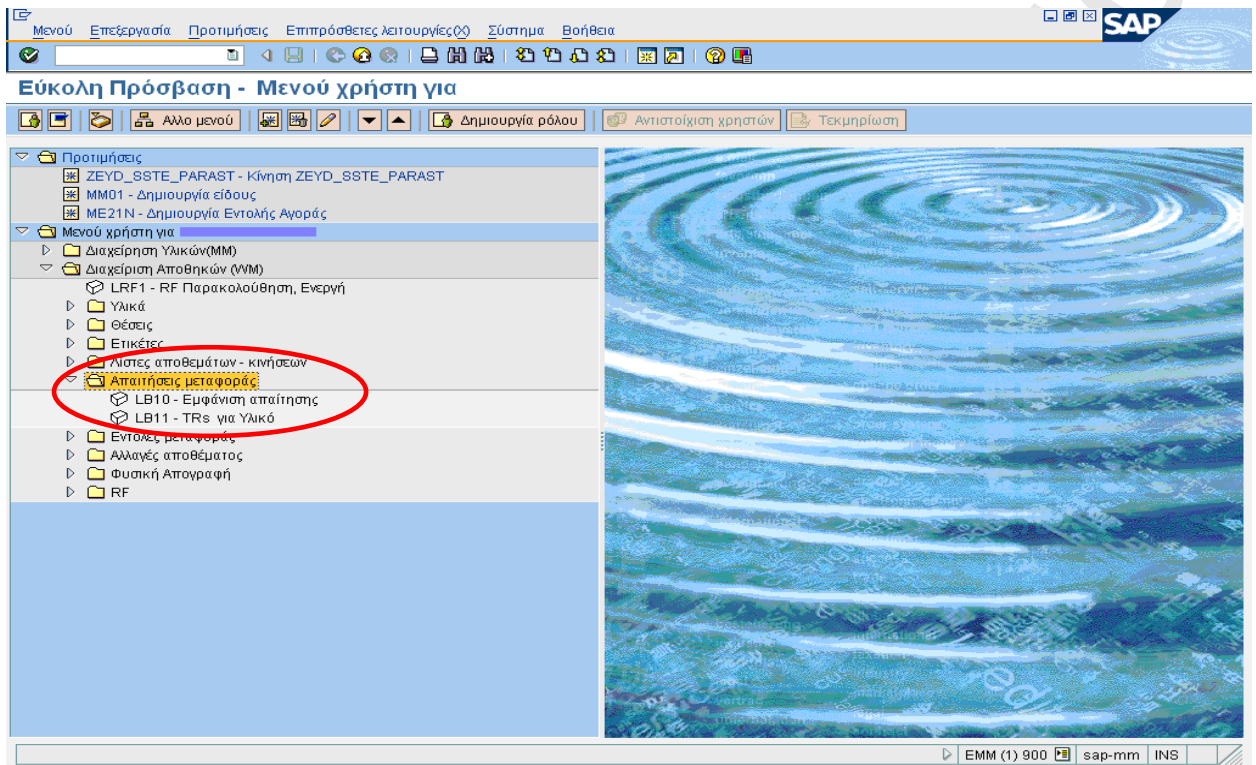 Μενού Επεξεργασία Προτιμήσεις Επιπρόσθετες λειτουργίες(X) Σύστημα Βοήθεια
SAP
Εύκολη Πρόσβαση - Μενού χρήστη για
Αλλο μενού Δημιουργία ρόλου Αντιστοίχιση χρηστών Τεκμηρίωση
Προτιμήσεις
ZEYD_SSTE_PARAST - Κίνηση ZEYD_SSTE_PARAST
MM01 - Δημιουργία είδους
ME21N - Δημιουργία Εντολής Αγοράς
Μενού χρήστη για
Διαχείρηση Υλικών(MM)
Διαχείριση Αποθηκών (WM)
LRF1 - RF Παρακολούθηση, Ενεργή
Υλικά
Θέσεις
Ετικέτες
Λίστες αποθεμάτων - κινήσεων
Απαιτήσεις μεταφοράς
LB10 - Εμφάνιση απαίτησης
LB11 - TRs για Υλικό
Εντολές μεταφοράς
Αλλαγές αποθέματος
Φυσική Απογραφή
RF
EMM (1) 900 sap-mm INS